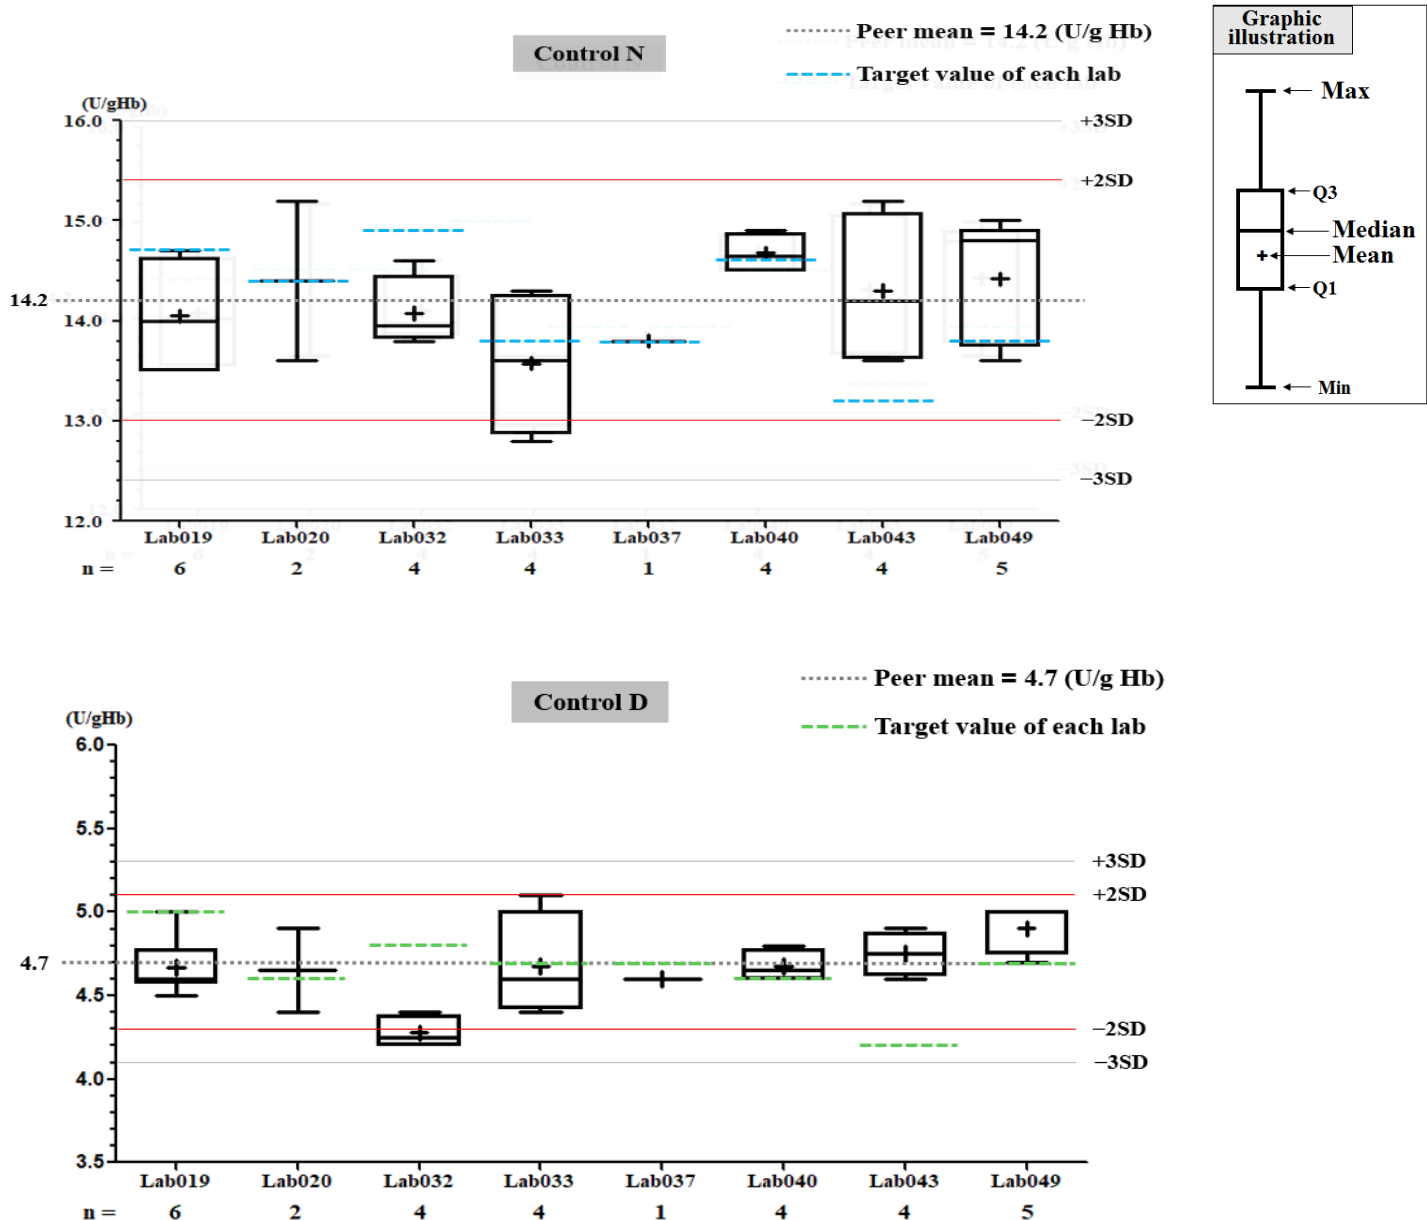 Control N
Peer mean = 14.2 (U/g Hb)
Target value of each lab
(U/gHb)
16.0
15.0
14.2
14.0
13.0
12.0
+3SD
+2SD
−2SD
−3SD
Lab019 Lab020 Lab032 Lab033 Lab037 Lab040 Lab043 Lab049
n = 6 2 4 4 1 4 4 5
Graphic
illustration
Max
Q3
Median
Mean
Q1
Min
Control D
Peer mean = 4.7 (U/g Hb)
Target value of each lab
(U/gHb)
6.0
5.5
5.0
4.7
4.5
4.0
3.5
+3SD
+2SD
−2SD
−3SD
Lab019 Lab020 Lab032 Lab033 Lab037 Lab040 Lab043 Lab049
n = 6 2 4 4 1 4 4 5